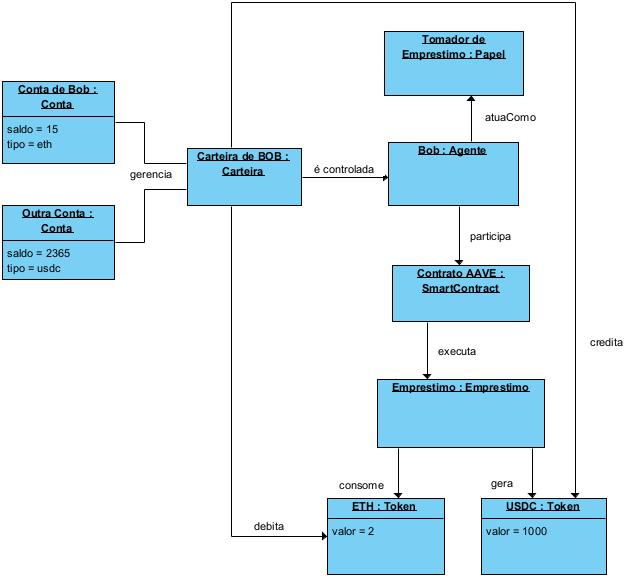 Tomador de
Emprestimo : Papel
atuaComo
Conta de Bob :
Conta
saldo = 15
tipo = eth
gerencia
Carteira de BOB :
Carteira
é controlada
Bob : Agente
Outra Conta :
Conta
saldo = 2365
tipo = usdc
participa
Contrato AAVE :
SmartContract
executa
credita
Emprestimo : Emprestimo
consome
gera
debita
ETH : Token
valor = 2
USDC : Token
valor = 1000